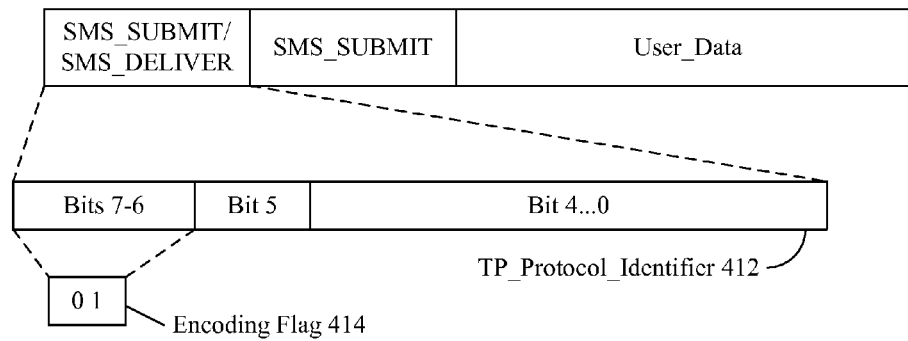 SMS_SUBMIT/
SMS_DELIVER
SMS_SUBMIT
User_Data
Bits 7-6
Bit 5
Bit 4...0
TP_Protocol_Identifier 412
0 1
Encoding Flag 414